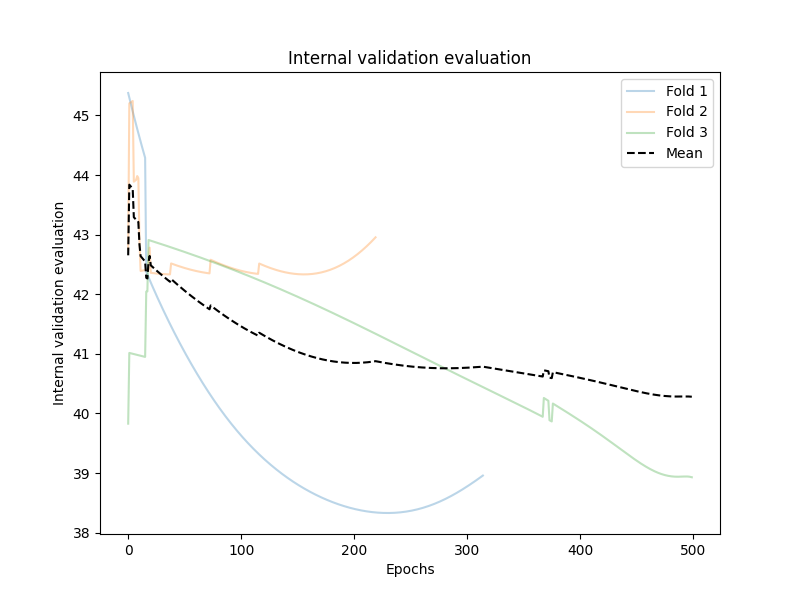 Internal validation evaluation
Fold 1
Fold 2
Fold 3
Mean
Internal validation evaluation
45
44
43
42
41
40
39
38
0 100 200 300 400 500
Epochs